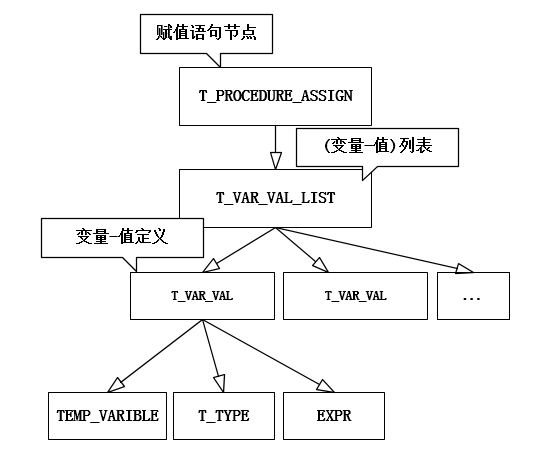 赋值语句节点
T_PROCEDURE_ASSIGN
(变量-值)列表
T_VAR_VAL_LIST
变量-值定义
T_VAR_VAL
T_VAR_VAL
...
TEMP_VARIBLE
T_TYPE
EXPR